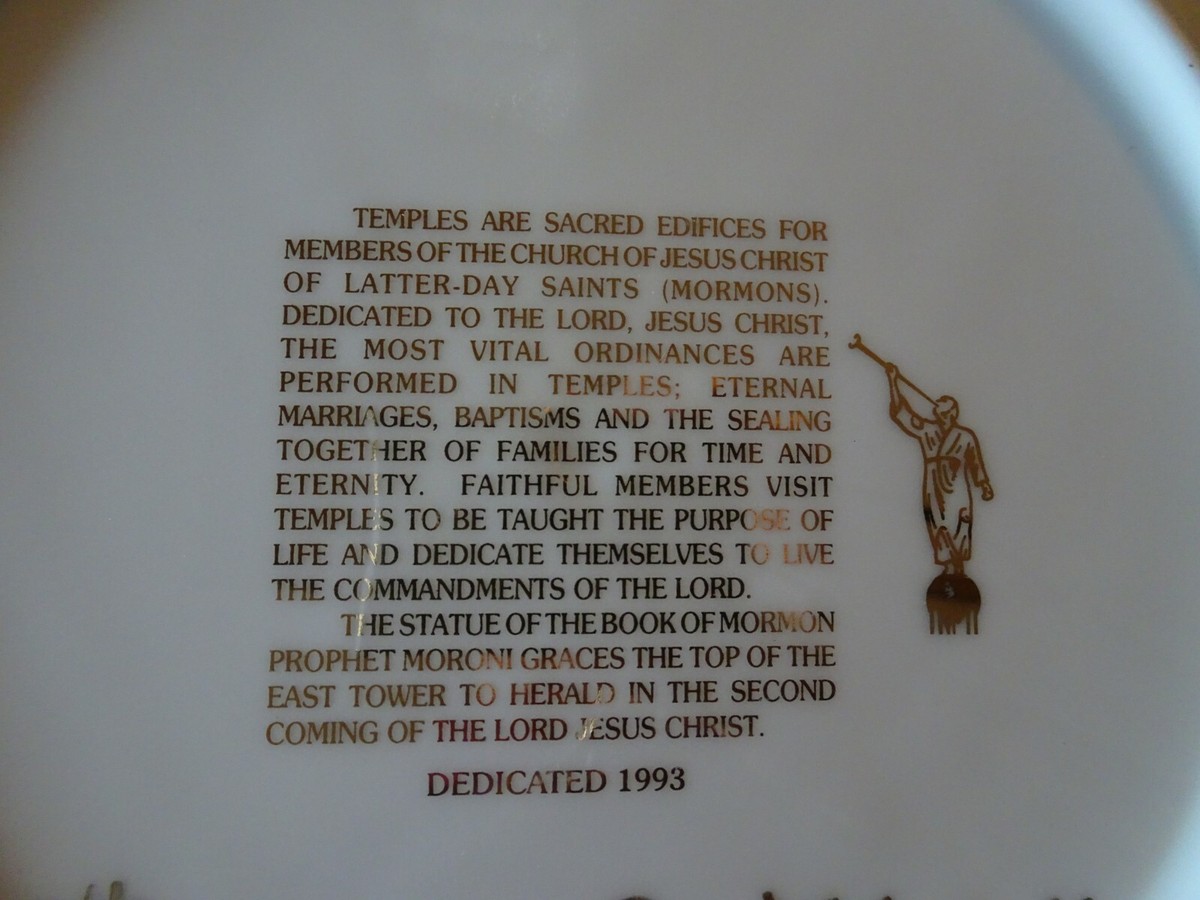 TEMPLES ARE SACRED EDiFICES FOR
MEMBERS OF THE CHURCH OF JESUS CHRIST
OF LATTER-DAY SAINTS (MORMONS).
DEDICATED TO THE LORD, JESUS CHRIST,
THE MOST VITAL ORDINANCES ARE
PERFORMED IN TEMPLES; ETERNAL
MARRIAGES, BAPTISMS AND THE SEALING
TOGETHER OF FAMILIES FOR TIME AND
ETERNITY. FAITHFUL MEMBERS VISIT
TEMPLES TO BE TAUGHT THE PURPOSE OF
LIFE AND DEDICATE THEMSELVES TO LIVE
THE COMMANDMENTS OF THE LORD.
THE STATUE OF THE BOOK OF MORMON
PROPHET MORONI GRACES THE TOP OF THE
EAST TOWER TO HERALD IN THE SECOND
COMING OF THE LORD JESUS CHRIST.
DEDICATED 1993